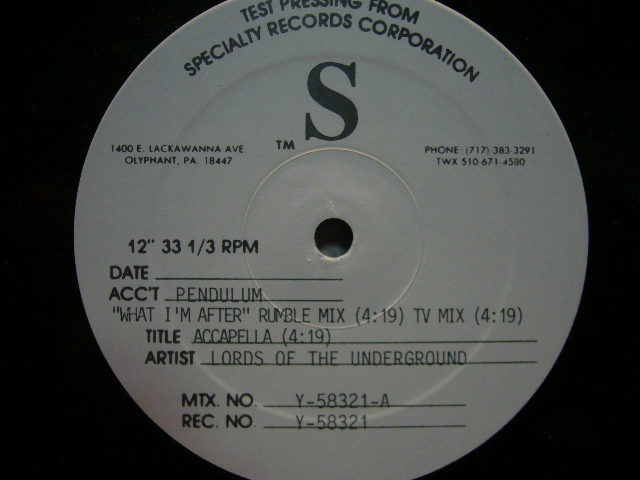 TEST PRESSING FROM
SPECIALTY RECORDS CORPORATION
S
TM
1400 E. LACKAWANNA AVE.
OLYPHANT, PA. 18447
PHONE: (717) 383-3291
TWX 510-671-4580
12" 33 1/3 RPM
DATE
ACC'T PENDULUM
"WHAT I'M AFTER" RUMBLE MIX (4:19) TV MIX (4:19)
TITLE ACCAPELLA (4:19)
ARTIST LORDS OF THE UNDERGROUND
MTX. NO. Y-58321-A
REC. NO. Y-58321